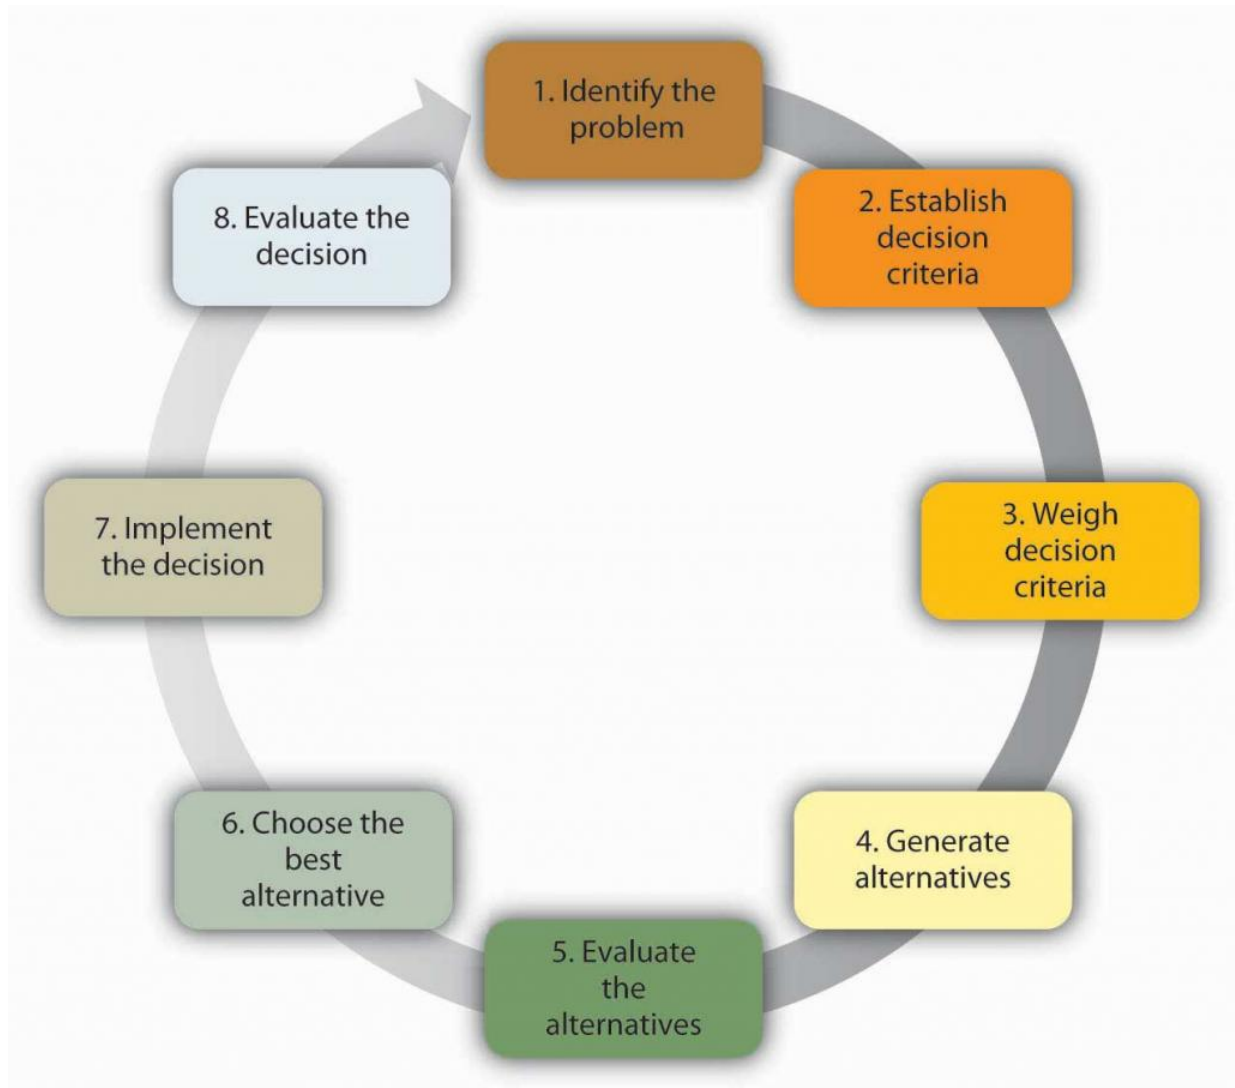 1. Identify the
problem
2. Establish
decision
criteria
3. Weigh
decision
criteria
4. Generate
alternatives
5. Evaluate
the
alternatives
6. Choose the
best
alternative
7. Implement
the decision
8. Evaluate the
decision